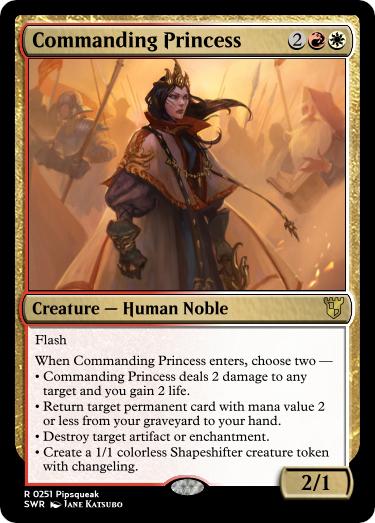 Commanding Princess 2
Creature — Human Noble
Flash
When Commanding Princess enters, choose two —
• Commanding Princess deals 2 damage to any
target and you gain 2 life.
• Return target permanent card with mana value 2
or less from your graveyard to your hand.
• Destroy target artifact or enchantment.
• Create a 1/1 colorless Shapeshifter creature token
with changeling.
2/1
R 0251 Pipsqueak
SWR Jane Katsubo